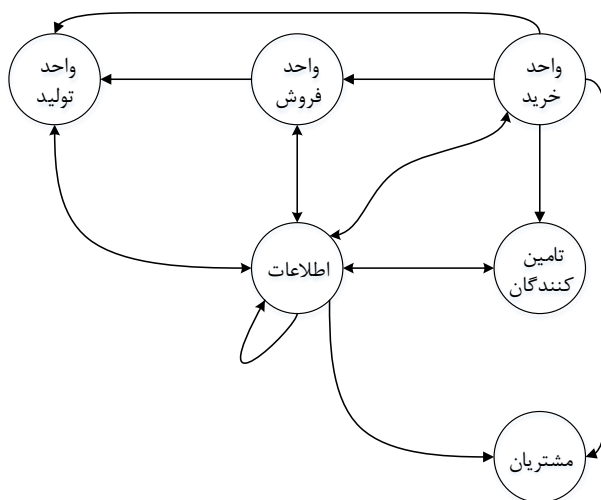 واحد
خرید
واحد
فروش
واحد
تولید
تامین
کنندگان
اطلاعات
مشتریان